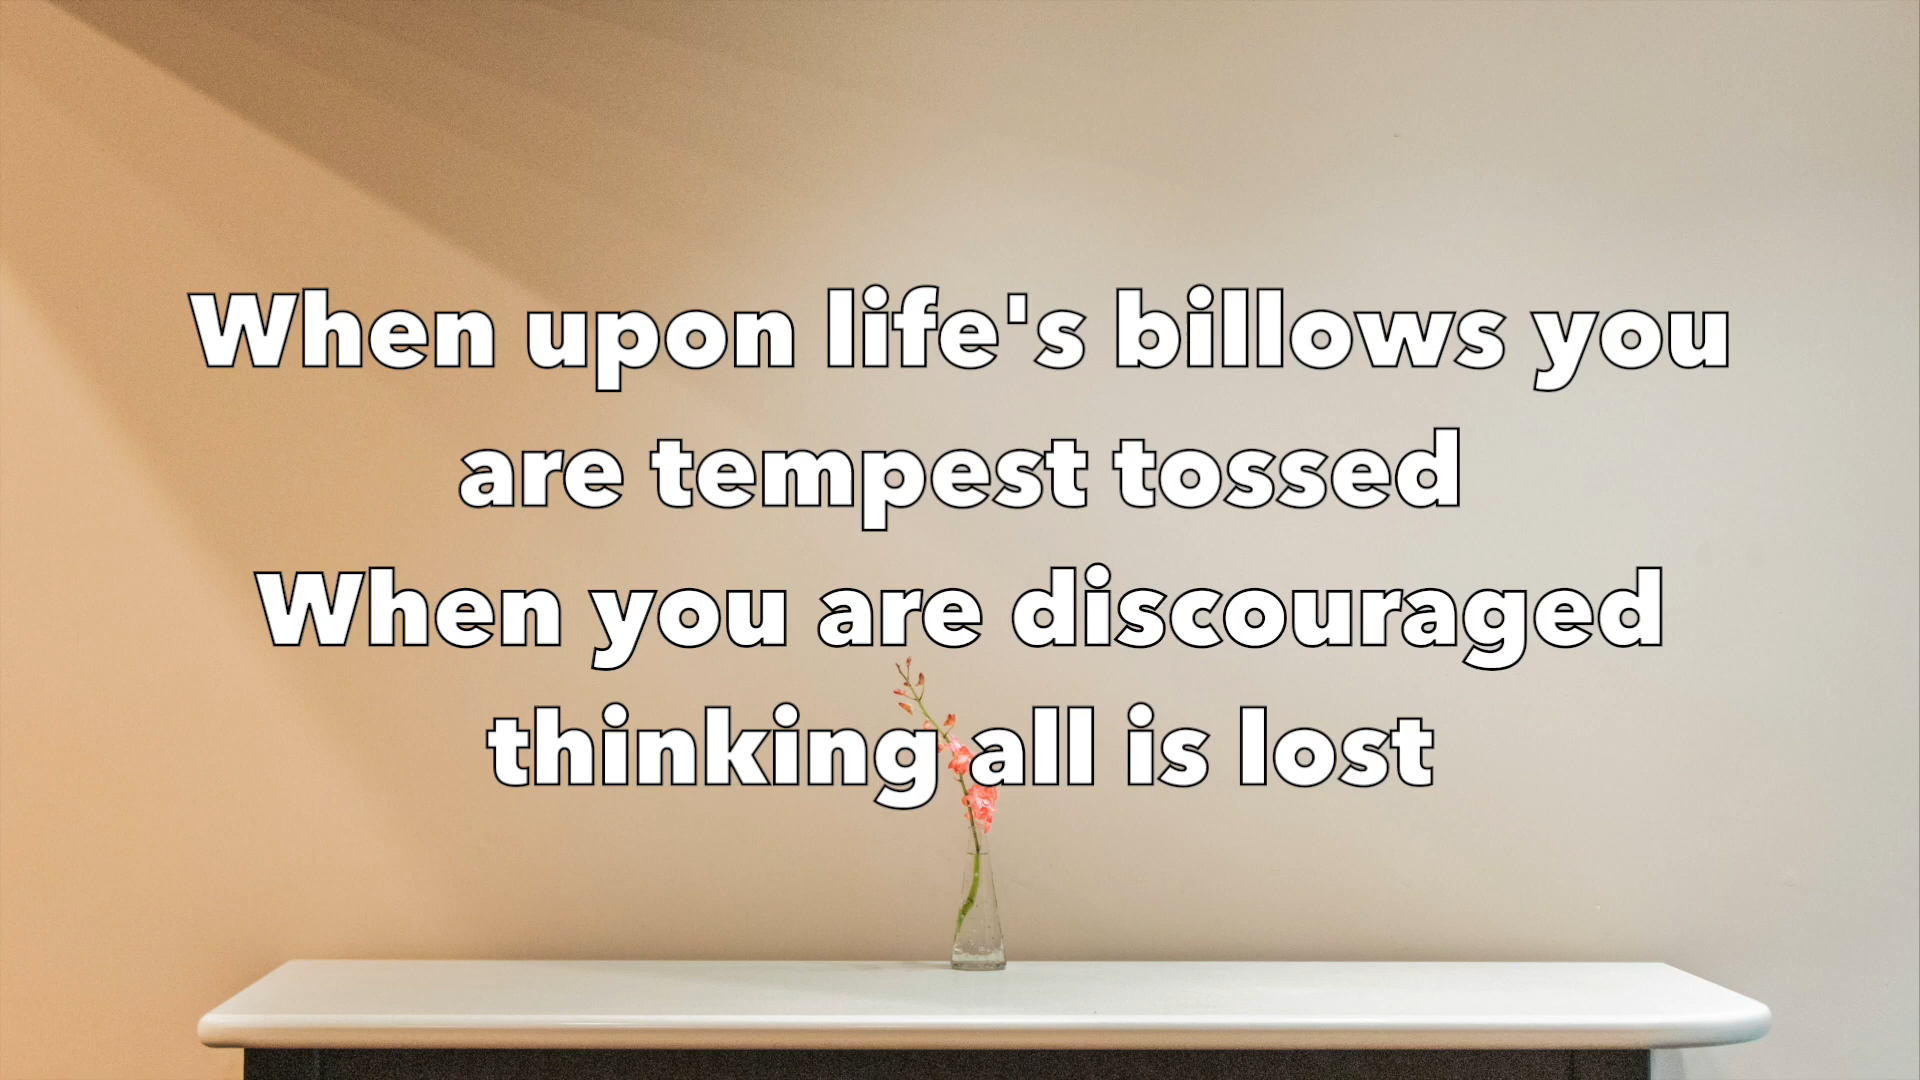 When upon life's billows you
are tempest tossed
When you are discouraged
thinking all is lost